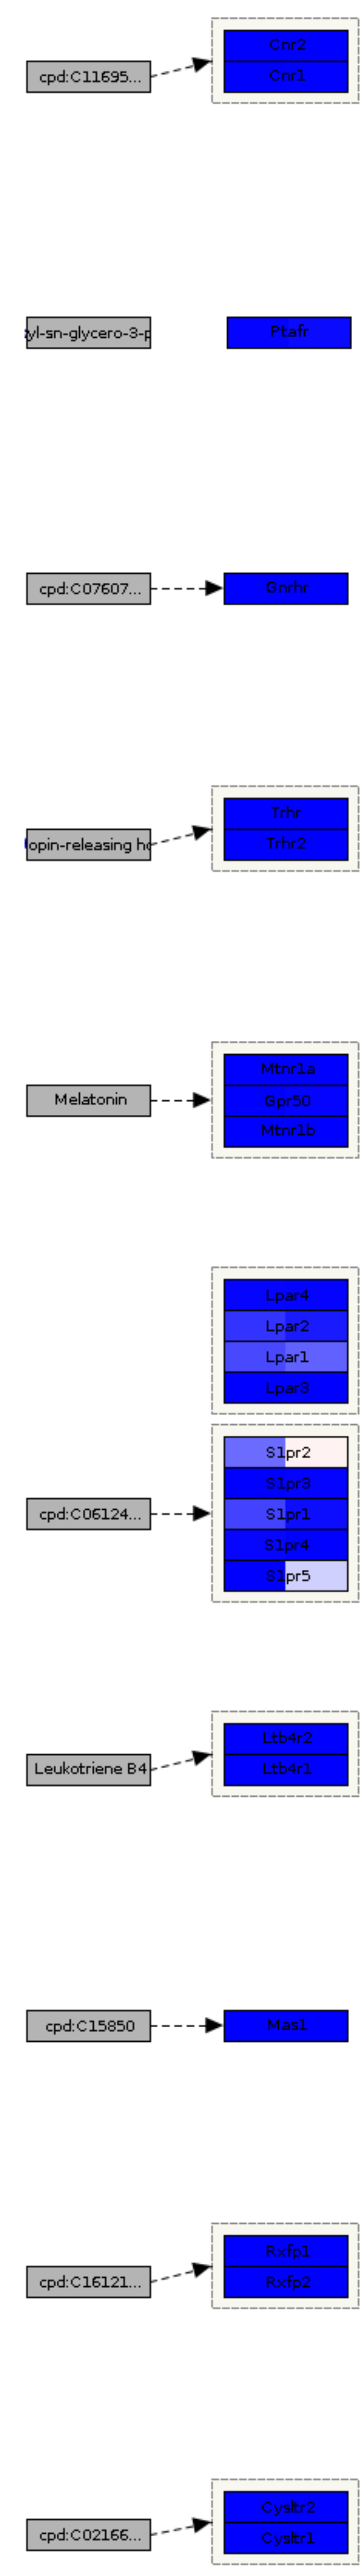 Cnr2
cpd:C11695...
Cnr1
yl-sn-glycero-3-p
Ptafr
cpd:C07607...
Gnrhr
Trhr
opin-releasing ho
Trhr2
Mtnr1a
Melatonin
Gpr50
Mtnr1b
Lpar4
Lpar2
Lpar1
Lpar3
S1pr2
S1pr3
cpd:C06124...
S1pr1
S1pr4
S1pr5
Ltb4r2
Leukotriene B4
Ltb4r1
cpd:C15850
Mas1
Rxfp1
cpd:C16121...
Rxfp2
Cysltr2
cpd:C02166...
Cysltr1